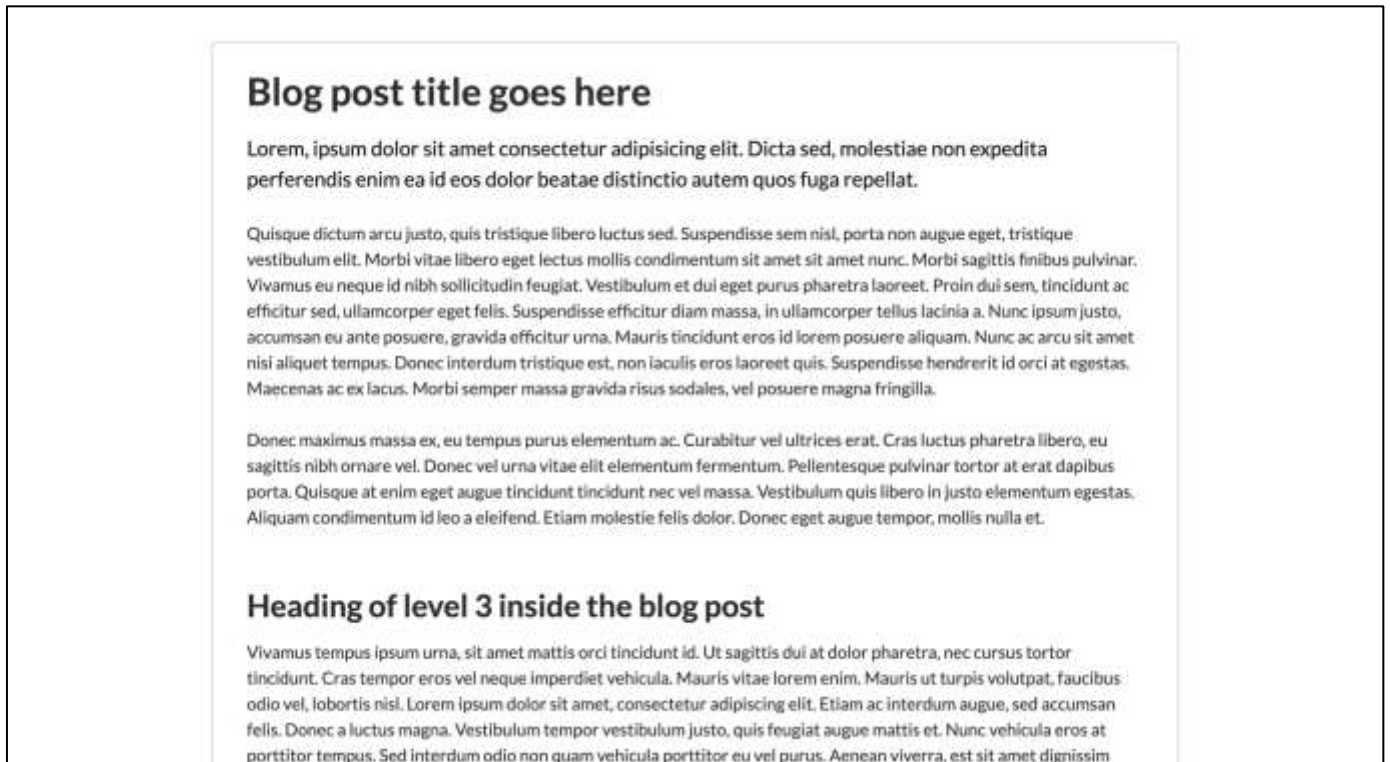 Blog post title goes here
Lorem, ipsum dolor sit amet consectetur adipisicing elit. Dicta sed, molestiae non expedita
perferendis enim ea id eos dolor beatae distinctio autem quos fuga repellat.
Quisque dictum arcu justo, quis tristique libero luctus sed. Suspendisse sem nisl, porta non augue eget, tristique
vestibulum elit. Morbi vitae libero eget lectus mollis condimentum sit amet sit amet nunc. Morbi sagittis finibus pulvinar.
Vivamus eu neque id nibh sollicitudin feugiat. Vestibulum et dui eget purus pharetra laoreet. Proin dui sem, tincidunt ac
efficitur sed, ullamcorper eget felis. Suspendisse efficitur diam massa, in ullamcorper tellus lacinia a. Nunc ipsum justo,
accumsan eu ante posuere, gravida efficitur urna. Mauris tincidunt eros id lorem posuere aliquam. Nunc ac arcu sit amet
nisi aliquet tempus. Donec interdum tristique est, non iaculis eros laoreet quis. Suspendisse hendrerit id orci at egestas.
Maecenas ac ex lacus. Morbi semper massa gravida risus sodales, vel posuere magna fringilla.
Donec maximus massa ex, eu tempus purus elementum ac. Curabitur vel ultrices erat. Cras luctus pharetra libero, eu
sagittis nibh ornare vel. Donec vel urna vitae elit elementum fermentum. Pellentesque pulvinar tortor at erat dapibus
porta. Quisque at enim eget augue tincidunt tincidunt nec vel massa. Vestibulum quis libero in justo elementum egestas.
Aliquam condimentum id leo a eleifend. Etiam molestie felis dolor. Donec eget augue tempor, mollis nulla et.
Heading of level 3 inside the blog post
Vivamus tempus ipsum urna, sit amet mattis orci tincidunt id. Ut sagittis dui at dolor pharetra, nec cursus tortor
tincidunt. Cras tempor eros vel neque imperdiet vehicula. Mauris vitae lorem enim. Mauris ut turpis volutpat, faucibus
odio vel, lobortis nisl. Lorem ipsum dolor sit amet, consectetur adipiscing elit. Etiam ac interdum augue, sed accumsan
felis. Donec a luctus magna. Vestibulum tempor vestibulum justo, quis feugiat augue mattis et. Nunc vehicula eros at
porttitor tempus. Sed interdum odio non quam vehicula porttitor eu vel purus. Aenean viverra, est sit amet dignissim